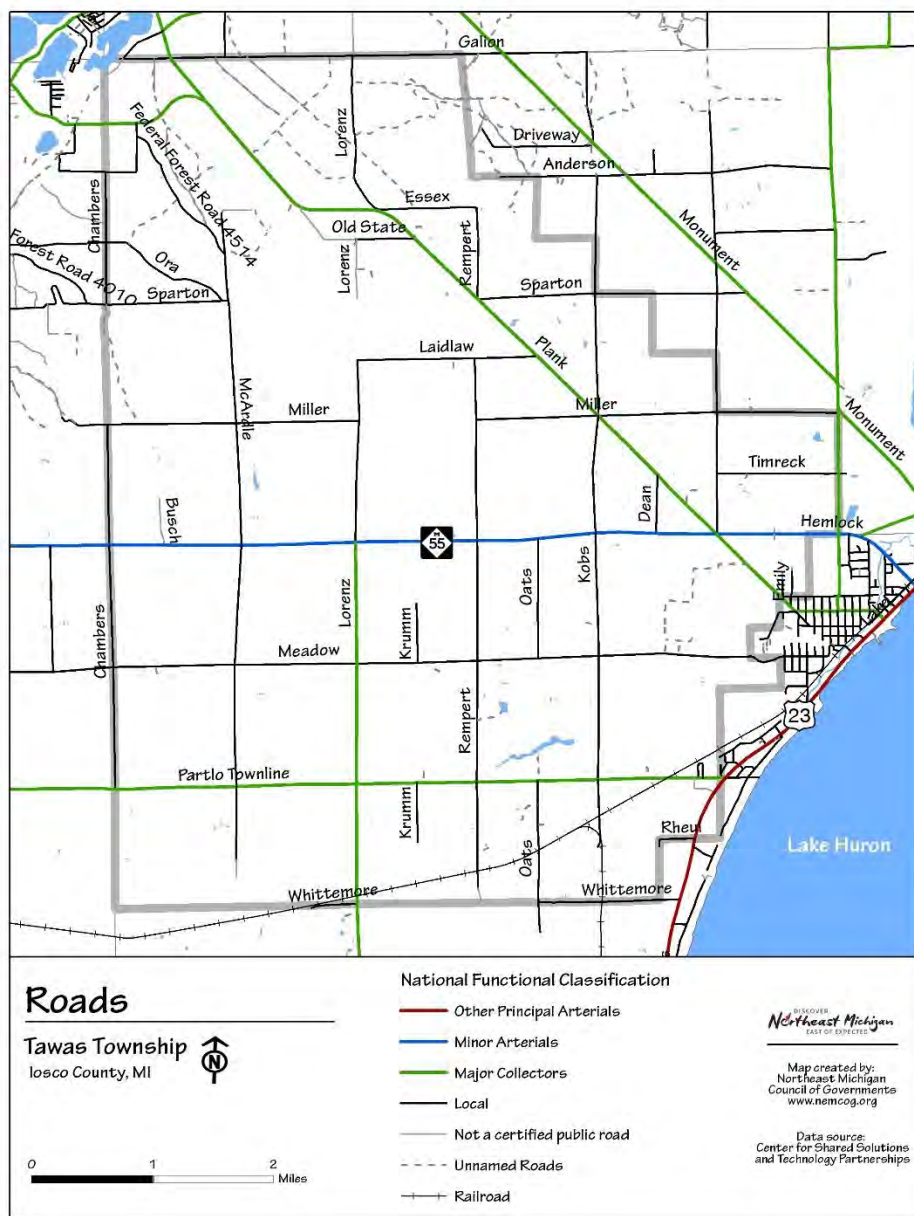 Galion
Lorenz
Driveway
Anderson
Federal Forest Road 4514
Chambers
Essex
Old State
Rempert
Monument
Lorenz
Ora
Forest Road 4010
Sparton
Sparton
Plank
Laidlaw
McArdle
Miller
Miller
Monument
Timreck
Busch
Dean
Hemlock
M
55
Oats
Kobs
Emily
Lorenz
Krumm
Chambers
Meadow
Rempert
23
Partlo Townline
Krumm
Rheu
Lake Huron
Oats
Whittemore
Whittemore
Roads
Tawas Township
Iosco County, MI
N
0 1 2
Miles
National Functional Classification
Other Principal Arterials
Minor Arterials
Major Collectors
Local
Not a certified public road
Unnamed Roads
Railroad
DISCOVER
Northeast Michigan
EAST OF EXPECTED
Map created by:
Northeast Michigan
Council of Governments
www.nemcog.org
Data source:
Center for Shared Solutions
and Technology Partnerships